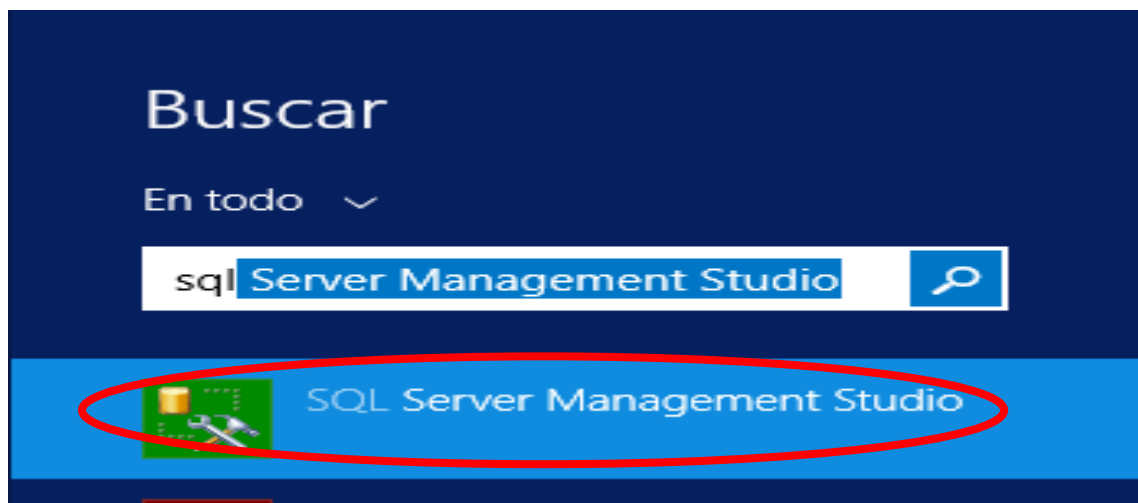 Buscar
En todo
sql Server Management Studio
SQL Server Management Studio